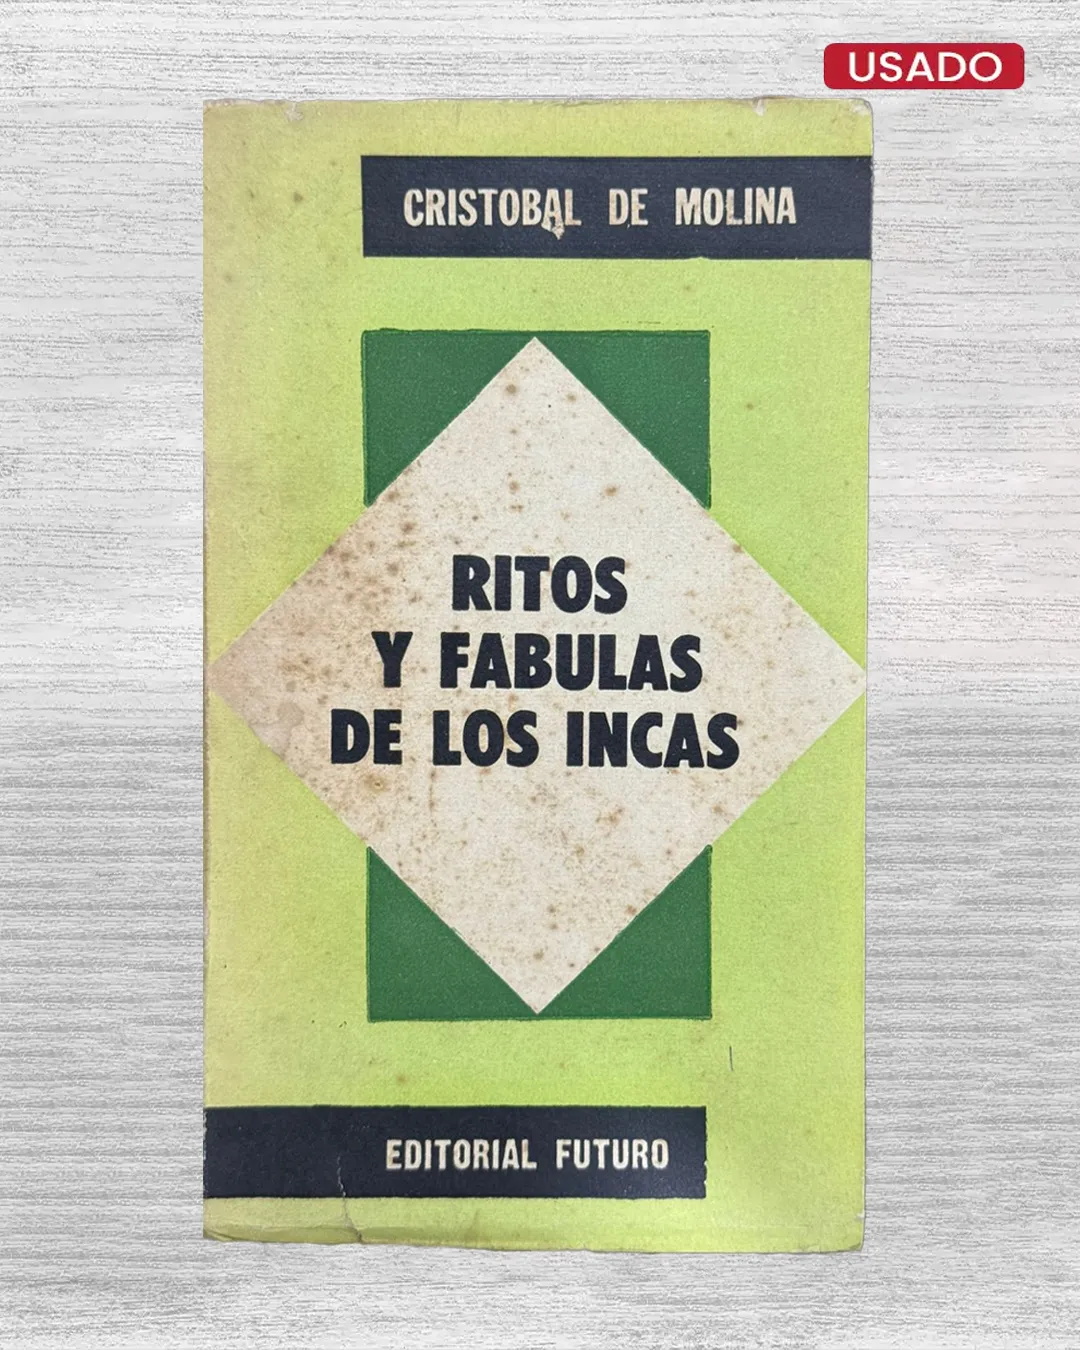 USADO
CRISTOBAL DE MOLINA
RITOS
Y FABULAS
DE LOS INCAS
EDITORIAL FUTURO